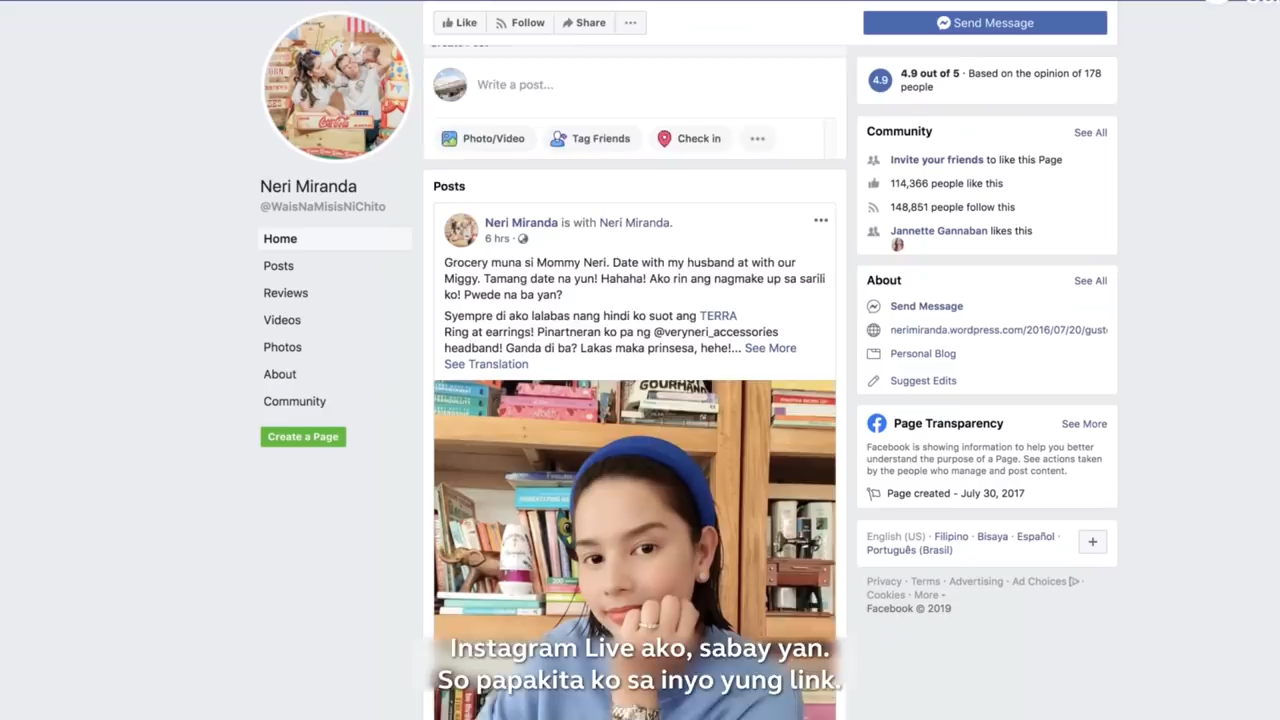 Like
Follow
Share
Send Message
Neri Miranda
@WaisNaMisisNiChito
Home
Posts
Reviews
Videos
Photos
About
Community
Create a Page
Write a post...
Photo/Video
Tag Friends
Check in
Posts
Neri Miranda is with Neri Miranda.
6 hrs ·
Grocery muna si Mommy Neri. Date with my husband at with our
Miggy. Tamang date na yun! Hahaha! Ako rin ang nagmake up sa sarili
ko! Pwede na ba yan?
Syempre di ako lalabas nang hindi ko suot ang TERRA
Ring at earrings! Pinartneran ko pa ng @veryneri_accessories
headband! Ganda di ba? Lakas maka prinsesa, hehe!... See More
See Translation
GOURMAN
Instagram Live ako, sabay yan.
So papakita ko sa inyo yung link.
4.9
4.9 out of 5 · Based on the opinion of 178
people
Community
See All
Invite your friends to like this Page
114,366 people like this
148,851 people follow this
Jannette Gannaban likes this
About
See All
Send Message
nerimiranda.wordpress.com/2016/07/20/gust
Personal Blog
Suggest Edits
Page Transparency
See More
Facebook is showing information to help you better
understand the purpose of a Page. See actions taken
by the people who manage and post content.
Page created - July 30, 2017
English (US) · Filipino · Bisaya · Español ·
Português (Brasil)
Privacy · Terms · Advertising · Ad Choices ·
Cookies · More
Facebook © 2019